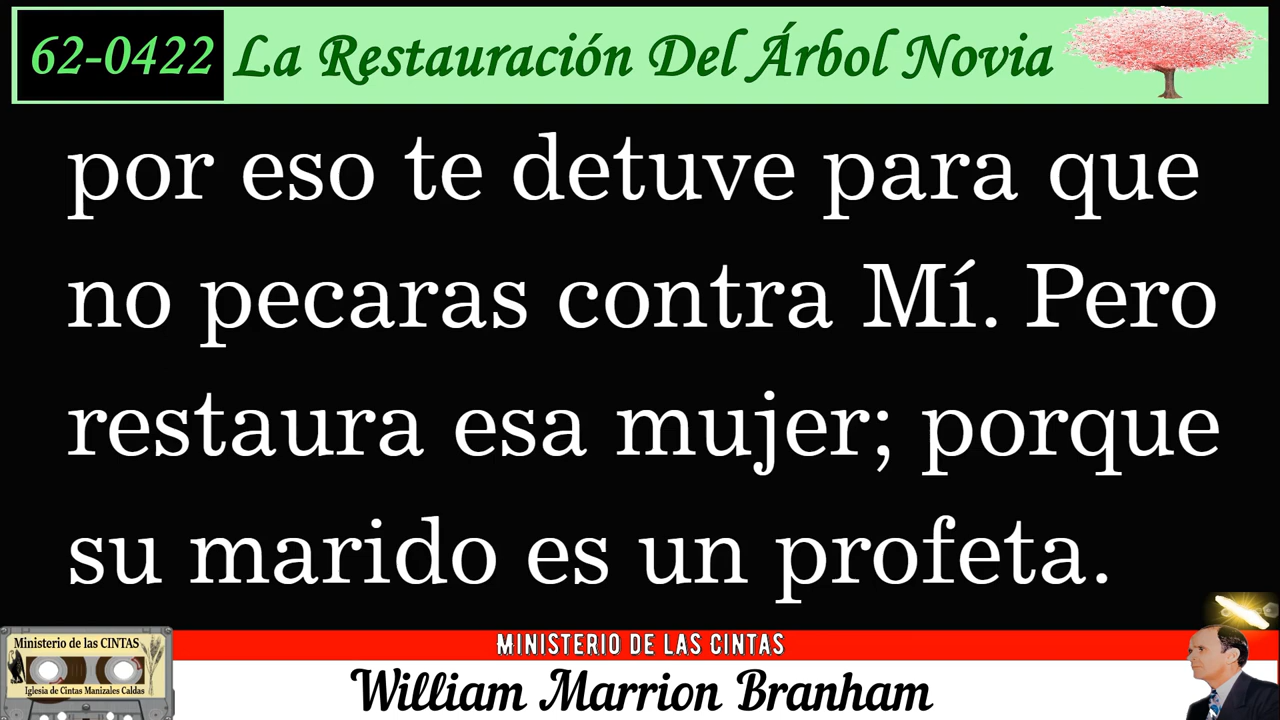 62-0422 La Restauración Del Árbol Novia
por eso te detuve para que
no pecaras contra Mí. Pero
restaura esa mujer; porque
su marido es un profeta.
MINISTERIO DE LAS CINTAS
Ministerio de las CINTAS
Iglesia de Cintas Manizales Caldas
William Marrion Branham